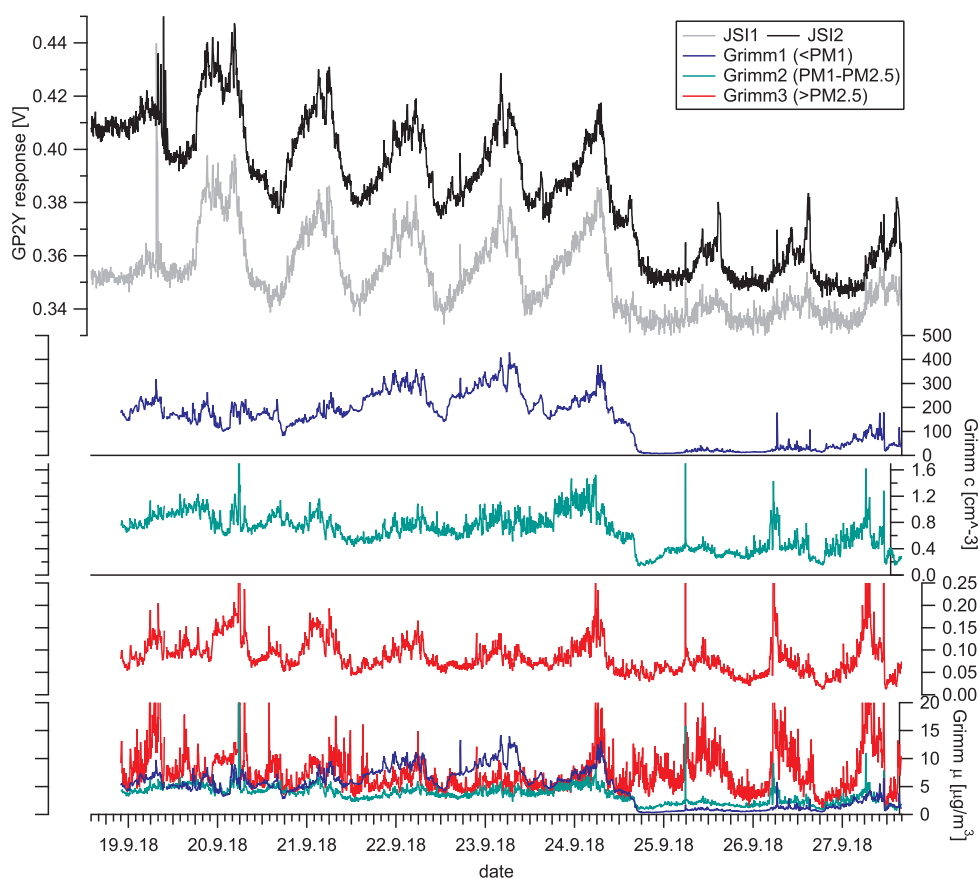 JSI1
JSI2
Grimm1 (<PM1)
Grimm2 (PM1-PM2.5)
Grimm3 (>PM2.5)
GP2Y response [V]
0.44
0.42
0.40
0.38
0.36
0.34
500
400
300
200
100
0
Grimm c [cm^-3]
1.6
1.2
0.8
0.4
0.0
0.25
0.20
0.15
0.10
0.05
0.00
20
15
10
5
0
Grimm µ [µg/m³]
19.9.18 20.9.18 21.9.18 22.9.18 23.9.18 24.9.18 25.9.18 26.9.18 27.9.18
date